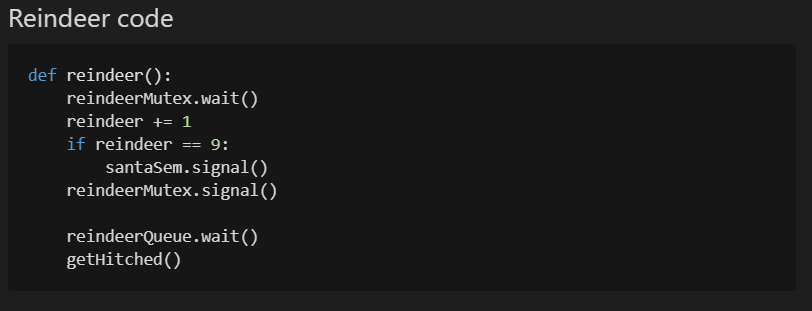 Reindeer code
def reindeer():
    reindeerMutex.wait()
    reindeer += 1
    if reindeer == 9:
        santaSem.signal()
    reindeerMutex.signal()

    reindeerQueue.wait()
    getHitched()